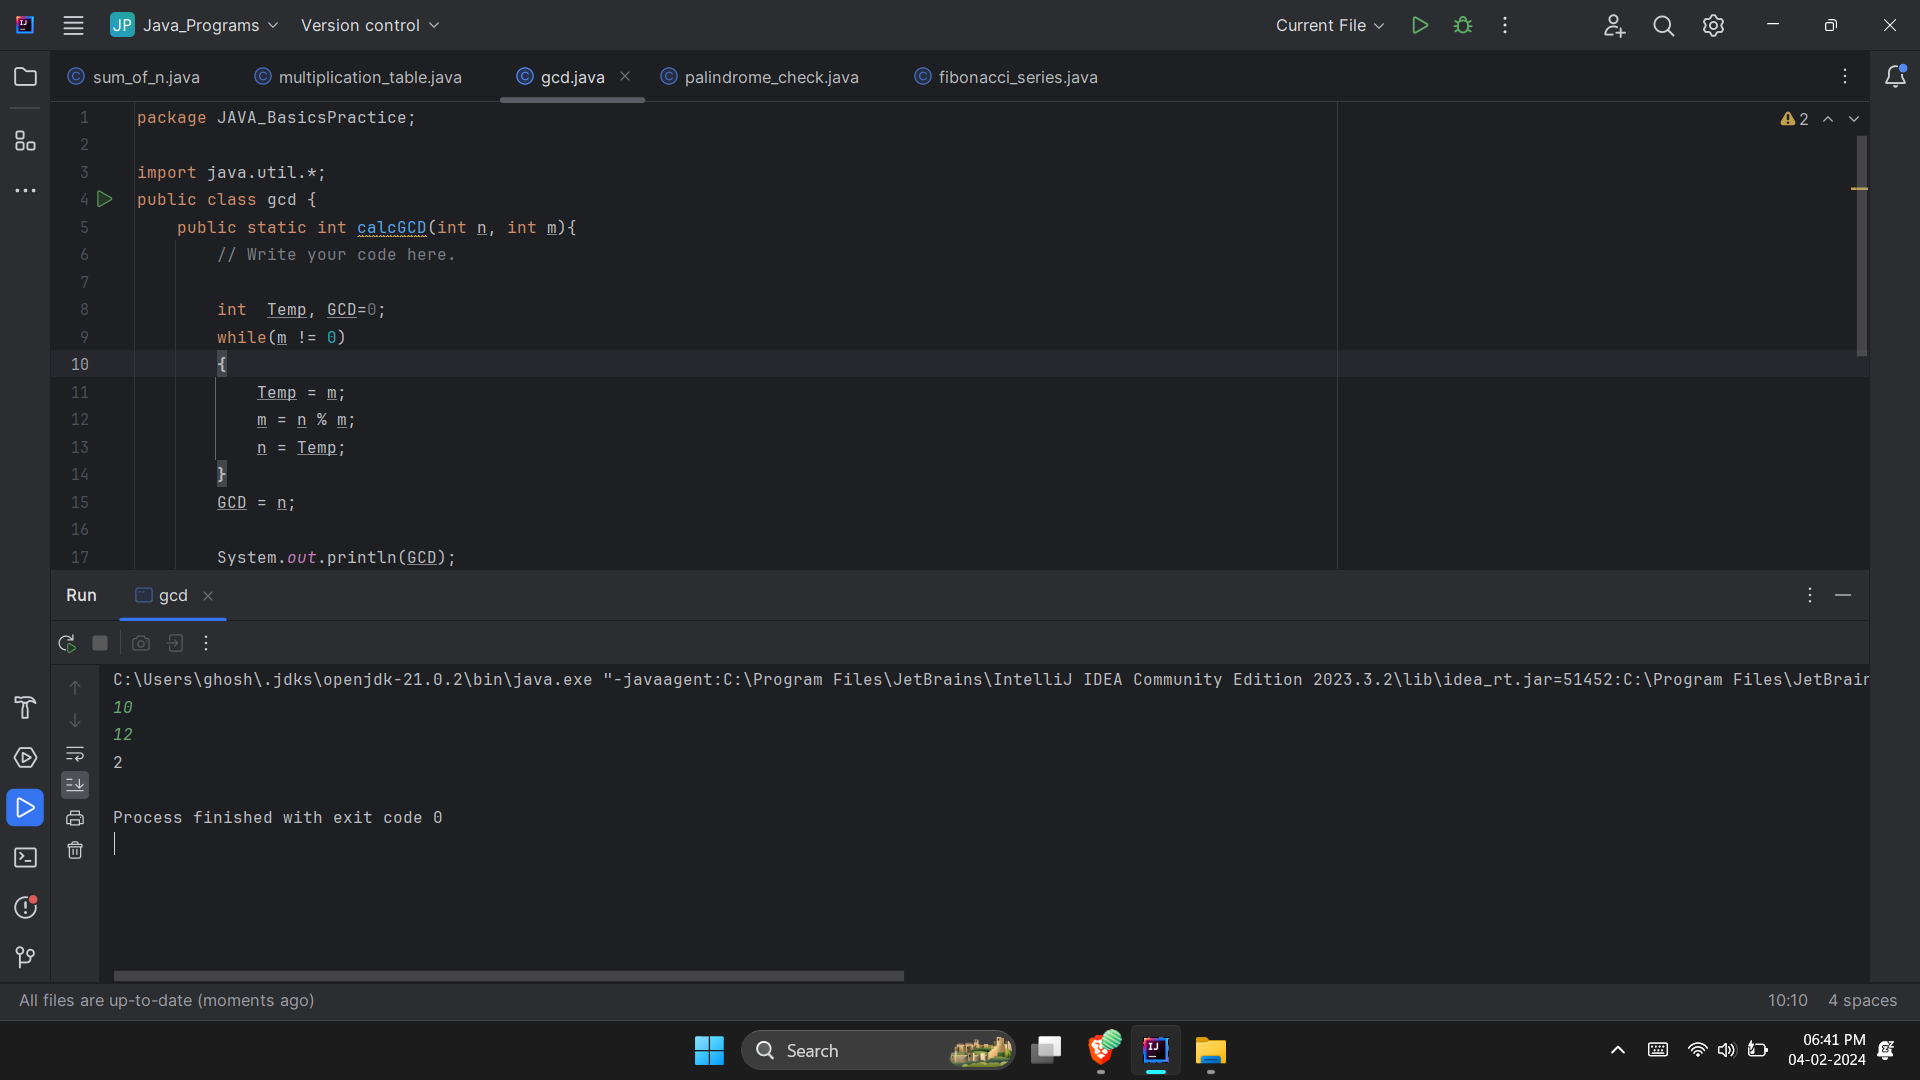 JP Java_Programs Version control Current File
sum_of_n.java multiplication_table.java gcd.java palindrome_check.java fibonacci_series.java
1 package JAVA_BasicsPractice; 2
2
3 import java.util.*;
4 public class gcd {
5 public static int calcGCD(int n, int m){
6 // Write your code here.
7
8 int  Temp, GCD=0;
9 while(m != 0)
10 {
11 Temp = m;
12 m = n % m;
13 n = Temp;
14 }
15 GCD = n;
16
17 System.out.println(GCD);
Run gcd
C:\Users\ghosh\.jdks\openjdk-21.0.2\bin\java.exe "-javaagent:C:\Program Files\JetBrains\IntelliJ IDEA Community Edition 2023.3.2\lib\idea_rt.jar=51452:C:\Program Files\JetBrain
10
12
2
Process finished with exit code 0
All files are up-to-date (moments ago) 10:10 4 spaces
Search 06:41 PM
04-02-2024